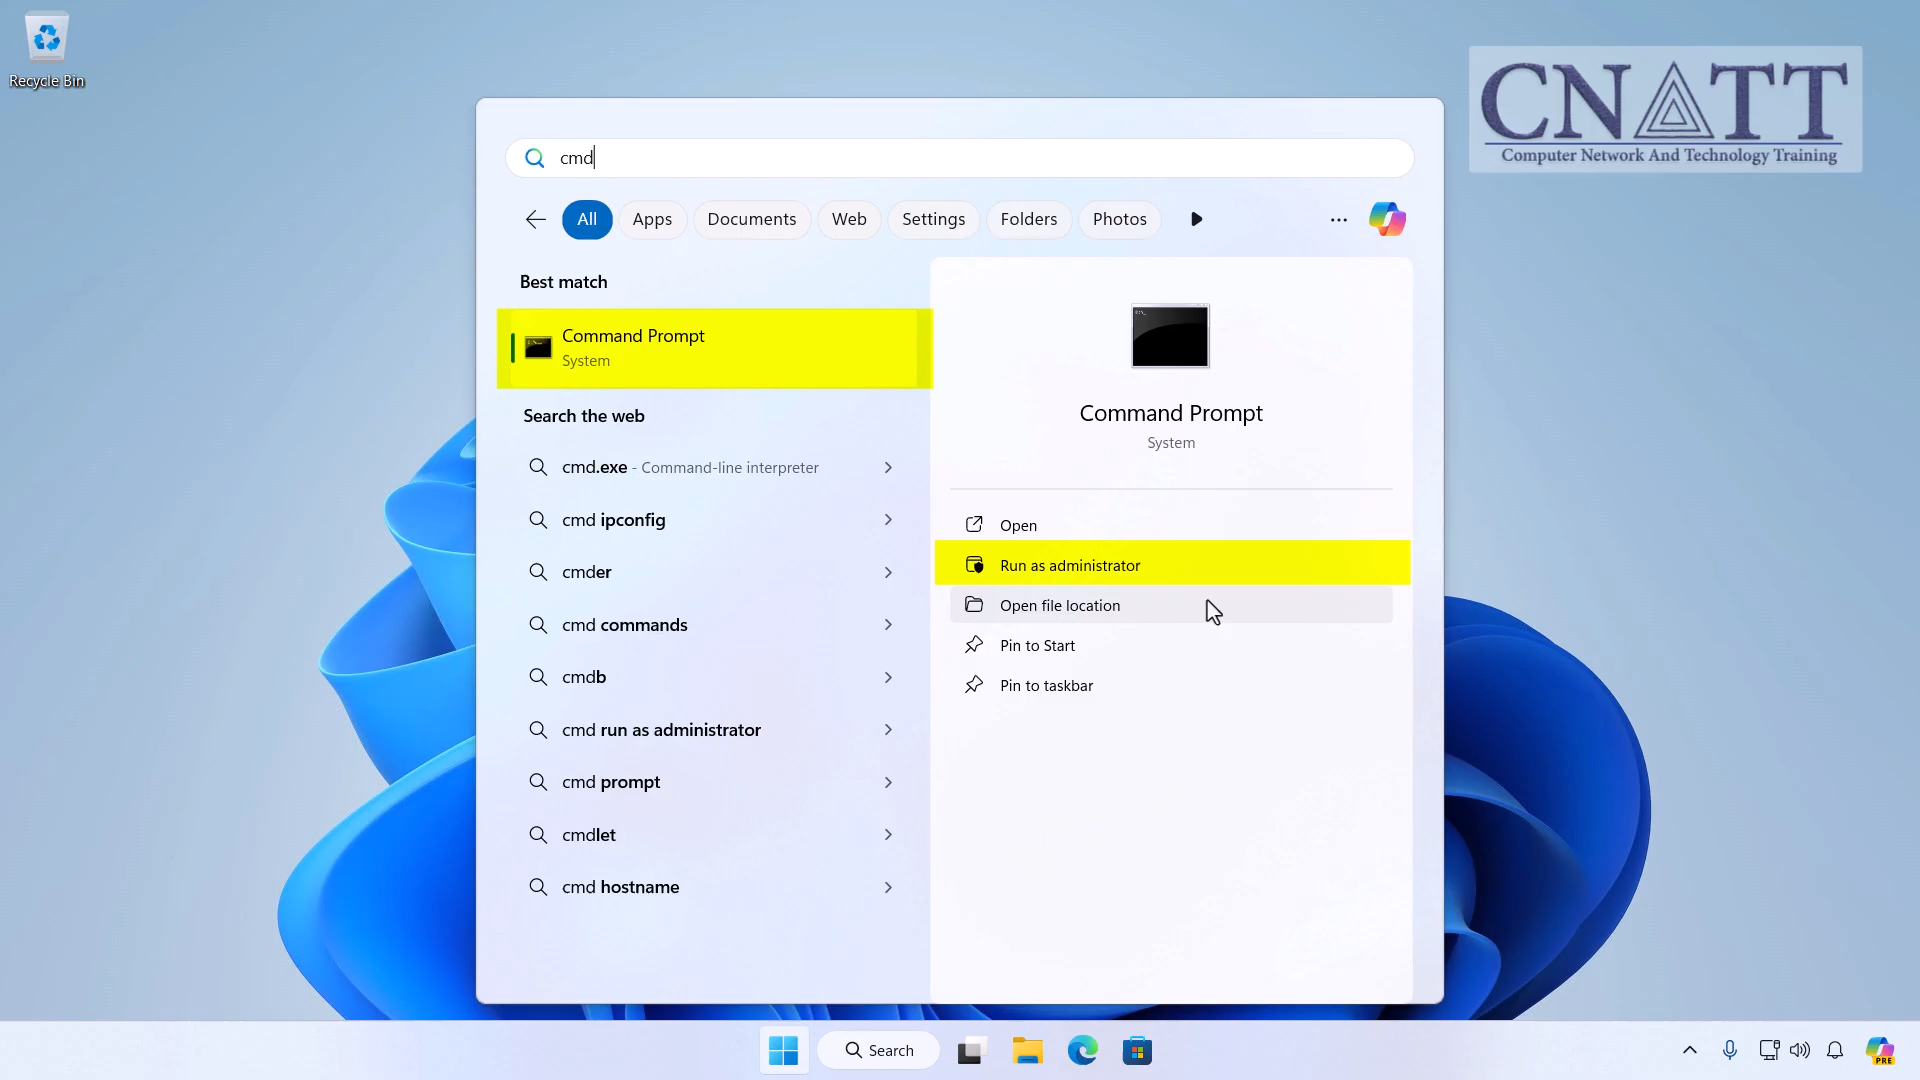 Recycle Bin
CNATT
Computer Network And Technology Training
cmd
All Apps Documents Web Settings Folders Photos
Best match
Command Prompt
System
Search the web
cmd.exe - Command-line interpreter
cmd ipconfig
cmder
cmd commands
cmdb
cmd run as administrator
cmd prompt
cmdlet
cmd hostname
Command Prompt
System
Open
Run as administrator
Open file location
Pin to Start
Pin to taskbar
Search
PRE